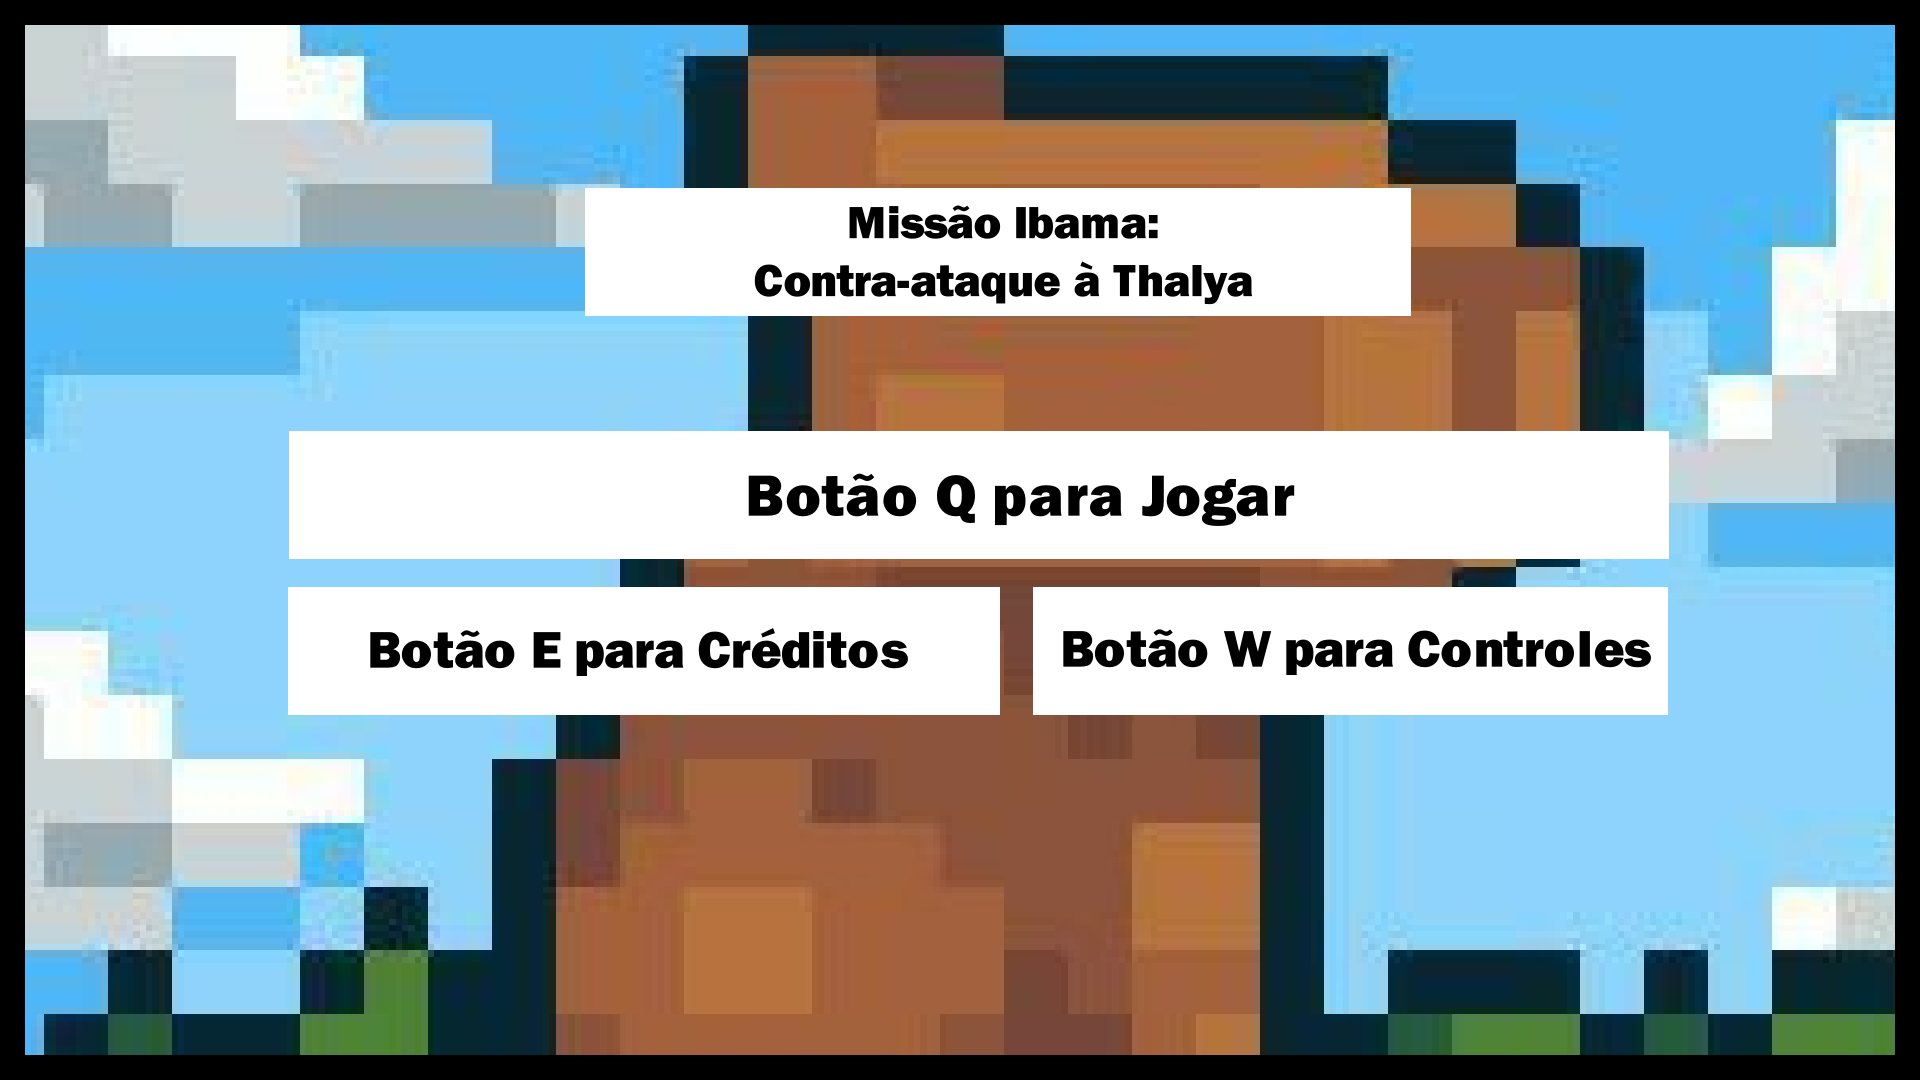 Missão Ibama:
Contra-ataque à Thalya
Botão Q para Jogar
Botão E para Créditos
Botão W para Controles